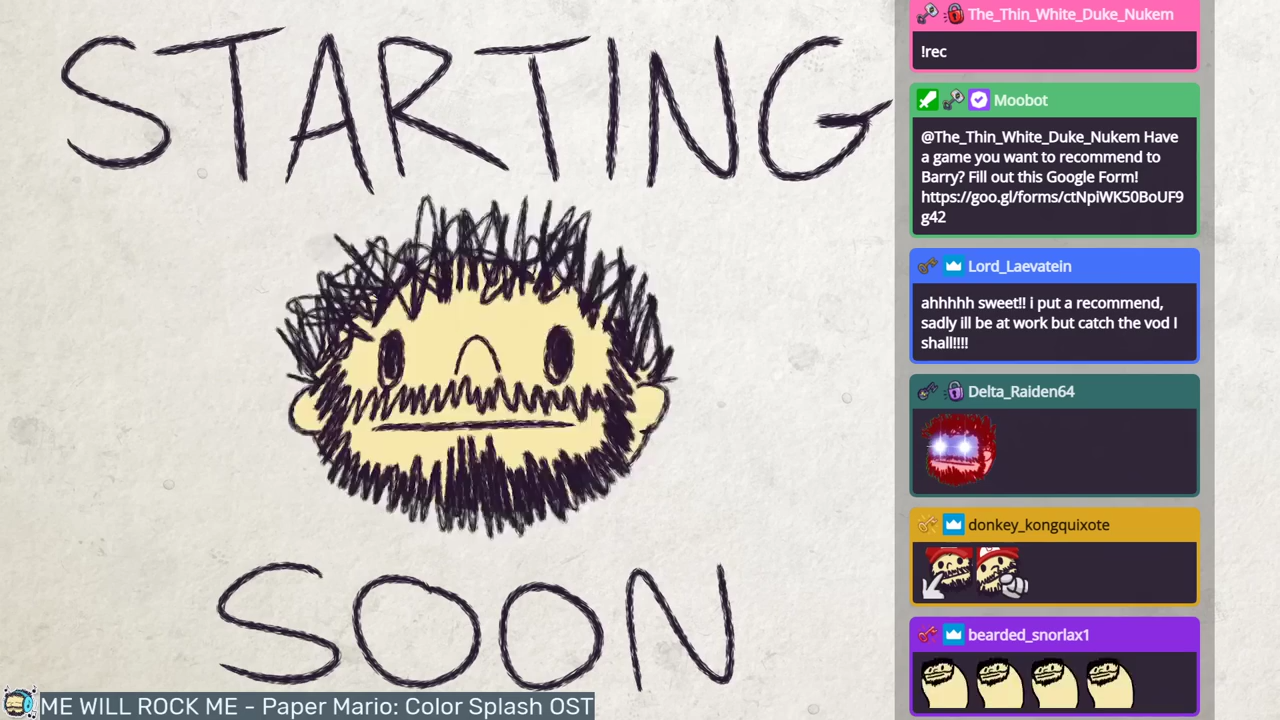 STARTING
SOON
ME WILL ROCK ME - Paper Mario: Color Splash OST
The_Thin_White_Duke_Nukem
!rec
Moobot
@The_Thin_White_Duke_Nukem Have
a game you want to recommend to
Barry? Fill out this Google Form!
https://goo.gl/forms/ctNpiWK50BoUF9
g42
Lord_Laevatein
ahhhhh sweet!! i put a recommend,
sadly ill be at work but catch the vod I
shall!!!!
Delta_Raiden64
donkey_kongquixote
bearded_snorlax1